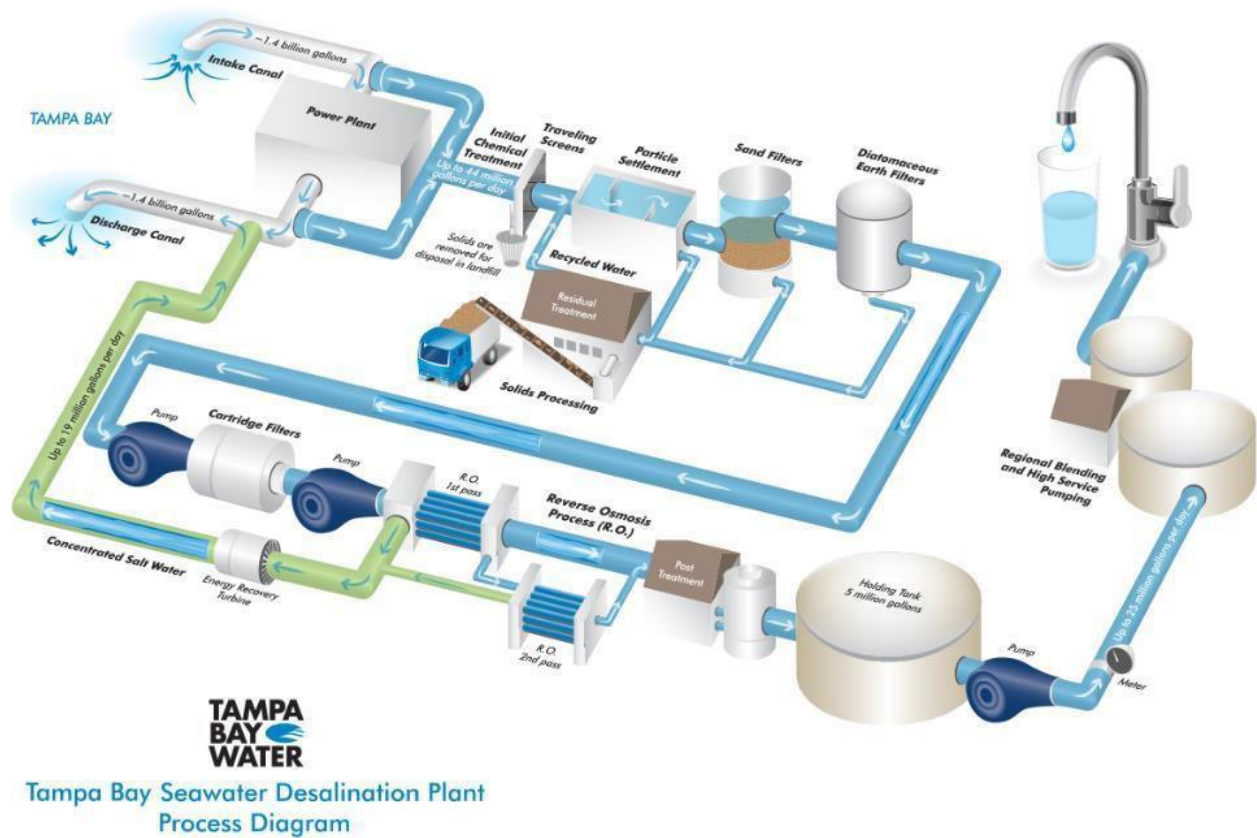 ~1.4 billion gallons
Intake Canal
TAMPA BAY
Power Plant
~1.4 billion gallons
Discharge Canal
Initial
Chemical
Treatment
Up to 44 million
gallons per day
Traveling
Screens
Solids are
removed for
disposal in landfill
Particle
Settlement
Recycled Water
Sand Filters
Diatomaceous
Earth Filters
Residual
Treatment
Solids Processing
Up to 19 million gallons per day
Pump
Cartridge Filters
Pump
R.O.
1st pass
Reverse Osmosis
Process (R.O.)
Concentrated Salt Water
Energy Recovery
Turbine
R.O.
2nd pass
Post
Treatment
Holding Tank
5 million gallons
Pump
Meter
Up to 25 million gallons per day
Regional Blending
and High Service
Pumping
TAMPA
BAY
WATER
Tampa Bay Seawater Desalination Plant
Process Diagram